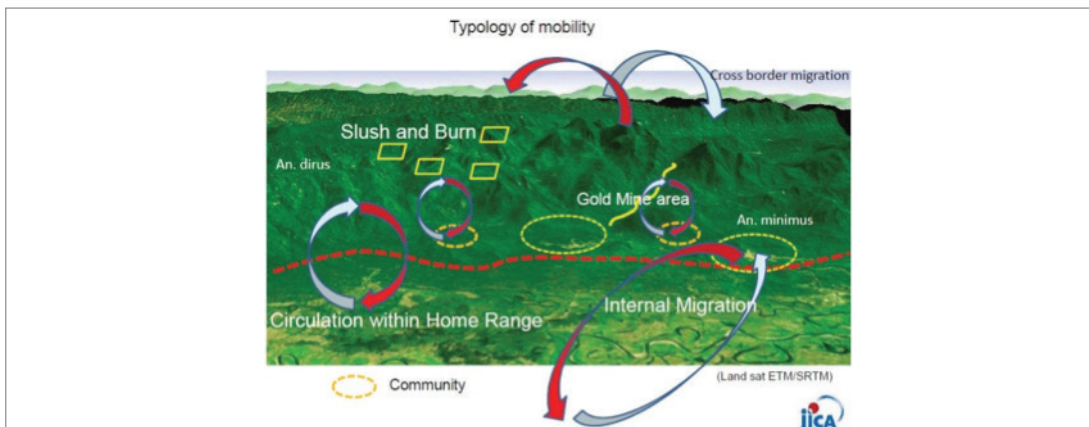 Typology of mobility
Cross border migration
Slush and Burn
An. dirus
Gold Mine area
An. minimus
Internal Migration
Circulation within Home Range
(Land sat ETM/SRTM)
Community
jICA